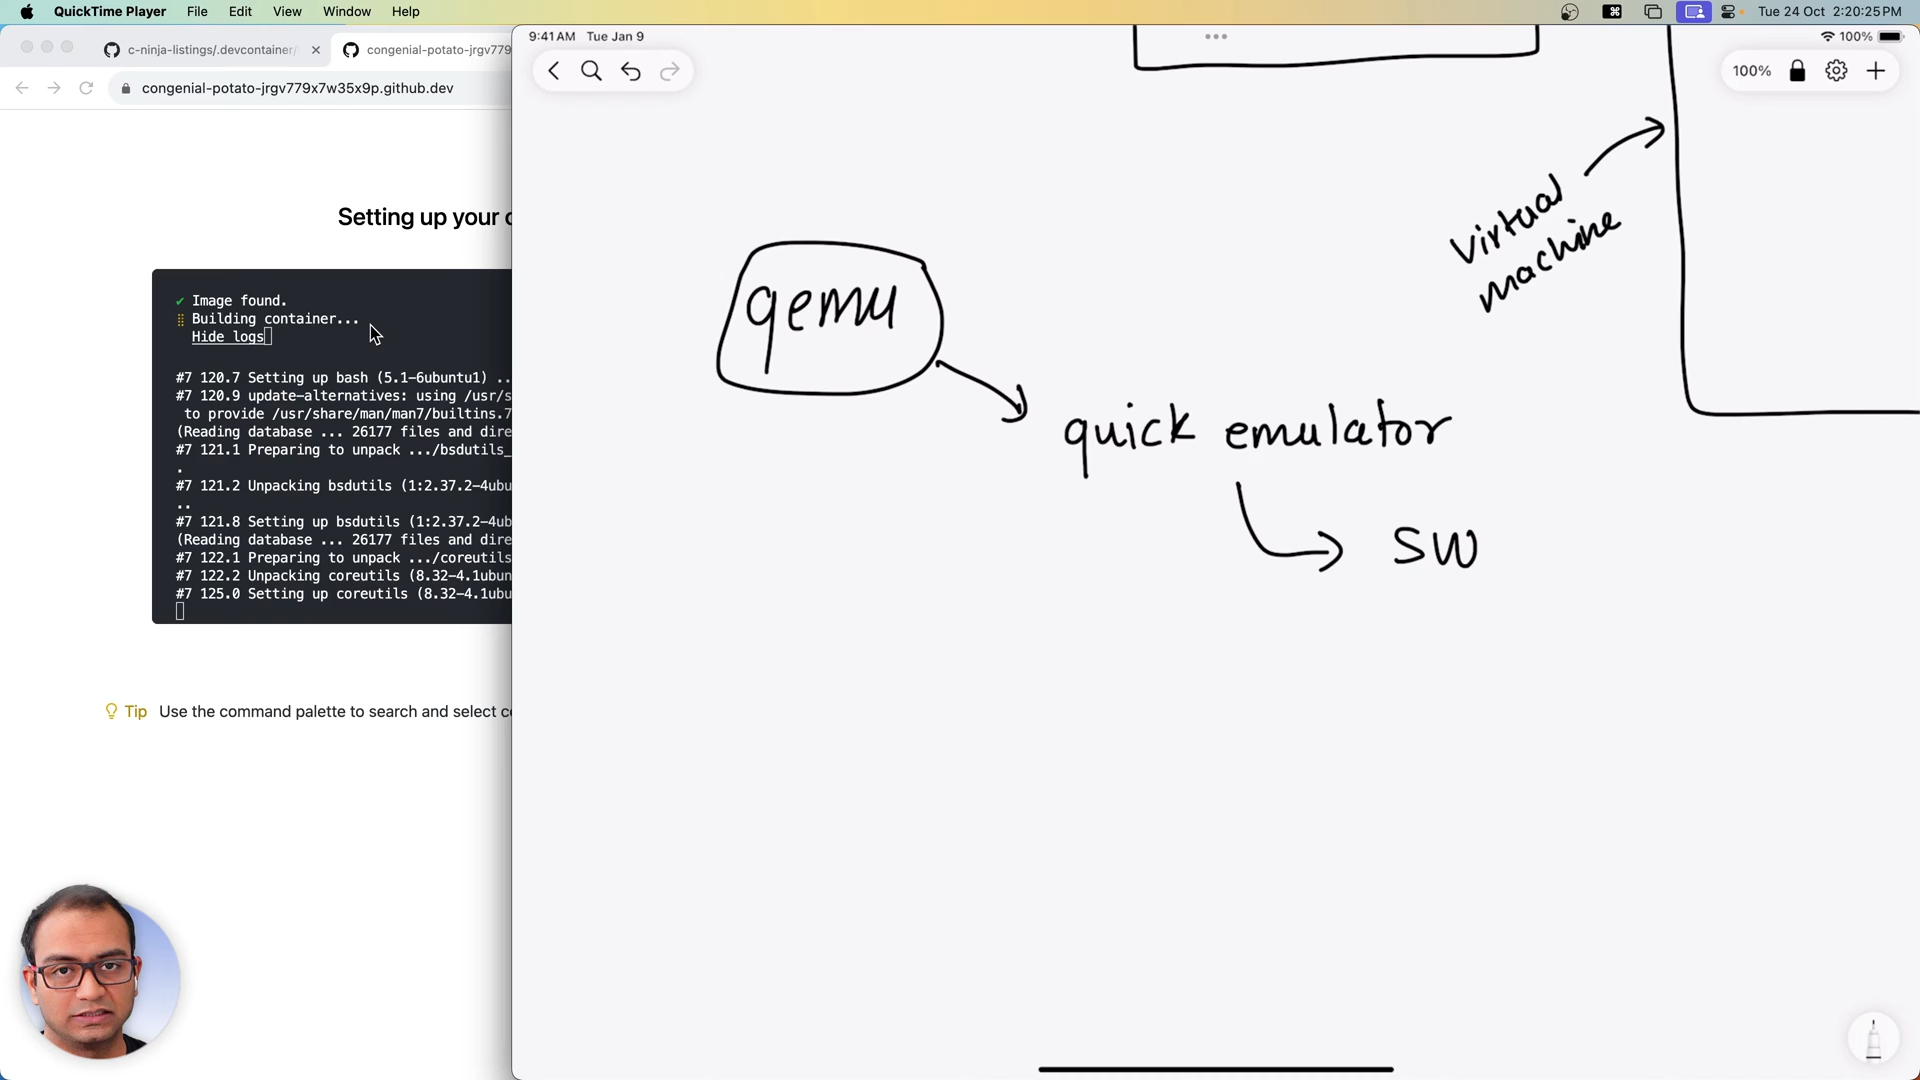 QuickTime Player File Edit View Window Help
Tue 24 Oct 2:20:25 PM
c-ninja-listings/.devcontainer/
congenial-potato-jrgv779
congenial-potato-jrgv779x7w35x9p.github.dev
Setting up your c
✔ Image found.
Building container...
Hide logs
#7 120.7 Setting up bash (5.1-6ubuntu1) ..
#7 120.9 update-alternatives: using /usr/s
to provide /usr/share/man/man7/builtins.7
(Reading database ... 26177 files and dire
#7 121.1 Preparing to unpack .../bsdutils_
.
#7 121.2 Unpacking bsdutils (1:2.37.2-4ubu
..
#7 121.8 Setting up bsdutils (1:2.37.2-4ub
(Reading database ... 26177 files and dire
#7 122.1 Preparing to unpack .../coreutils
#7 122.2 Unpacking coreutils (8.32-4.1ubun
#7 125.0 Setting up coreutils (8.32-4.1ubu
Tip Use the command palette to search and select c
9:41 AM Tue Jan 9
100%
100%
virtual
machine
qemu
quick emulator
SW